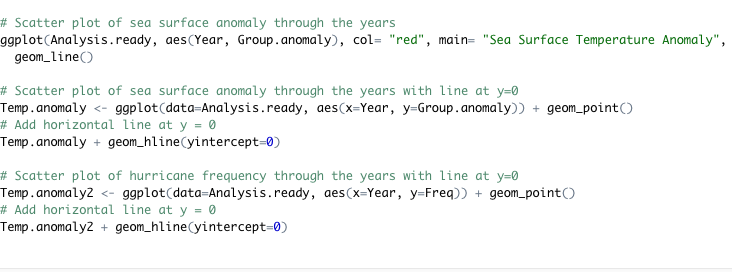 # Scatter plot of sea surface anomaly through the years
ggplot(Analysis.ready, aes(Year, Group.anomaly), col= "red", main= "Sea Surface Temperature Anomaly",
  geom_line()
# Scatter plot of sea surface anomaly through the years with line at y=0
Temp.anomaly <- ggplot(data=Analysis.ready, aes(x=Year, y=Group.anomaly)) + geom_point()
# Add horizontal line at y = 0
Temp.anomaly + geom_hline(yintercept=0)
# Scatter plot of hurricane frequency through the years with line at y=0
Temp.anomaly2 <- ggplot(data=Analysis.ready, aes(x=Year, y=Freq)) + geom_point()
# Add horizontal line at y = 0
Temp.anomaly2 + geom_hline(yintercept=0)